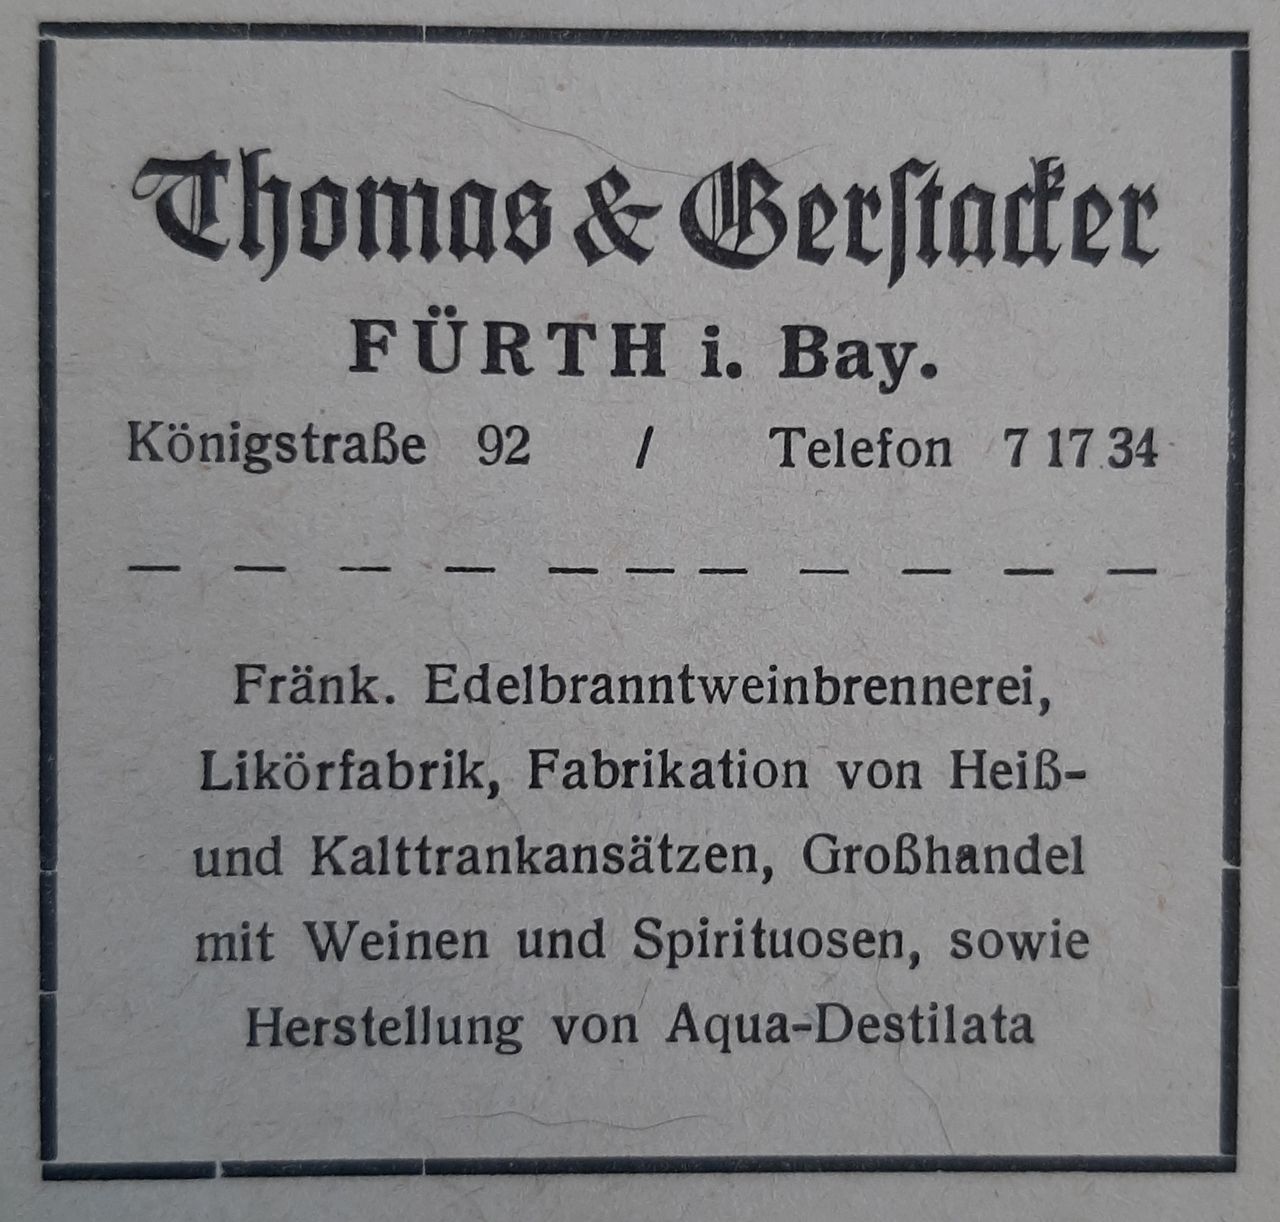 Thomas & Gerstacker
FÜRTH i. Bay.
Königstraße 92 / Telefon 7 17 34
Fränk. Edelbranntweinbrennerei,
Likörfabrik, Fabrikation von Heiß-
und Kalttrankansätzen, Großhandel
mit Weinen und Spirituosen, sowie
Herstellung von Aqua-Destilata